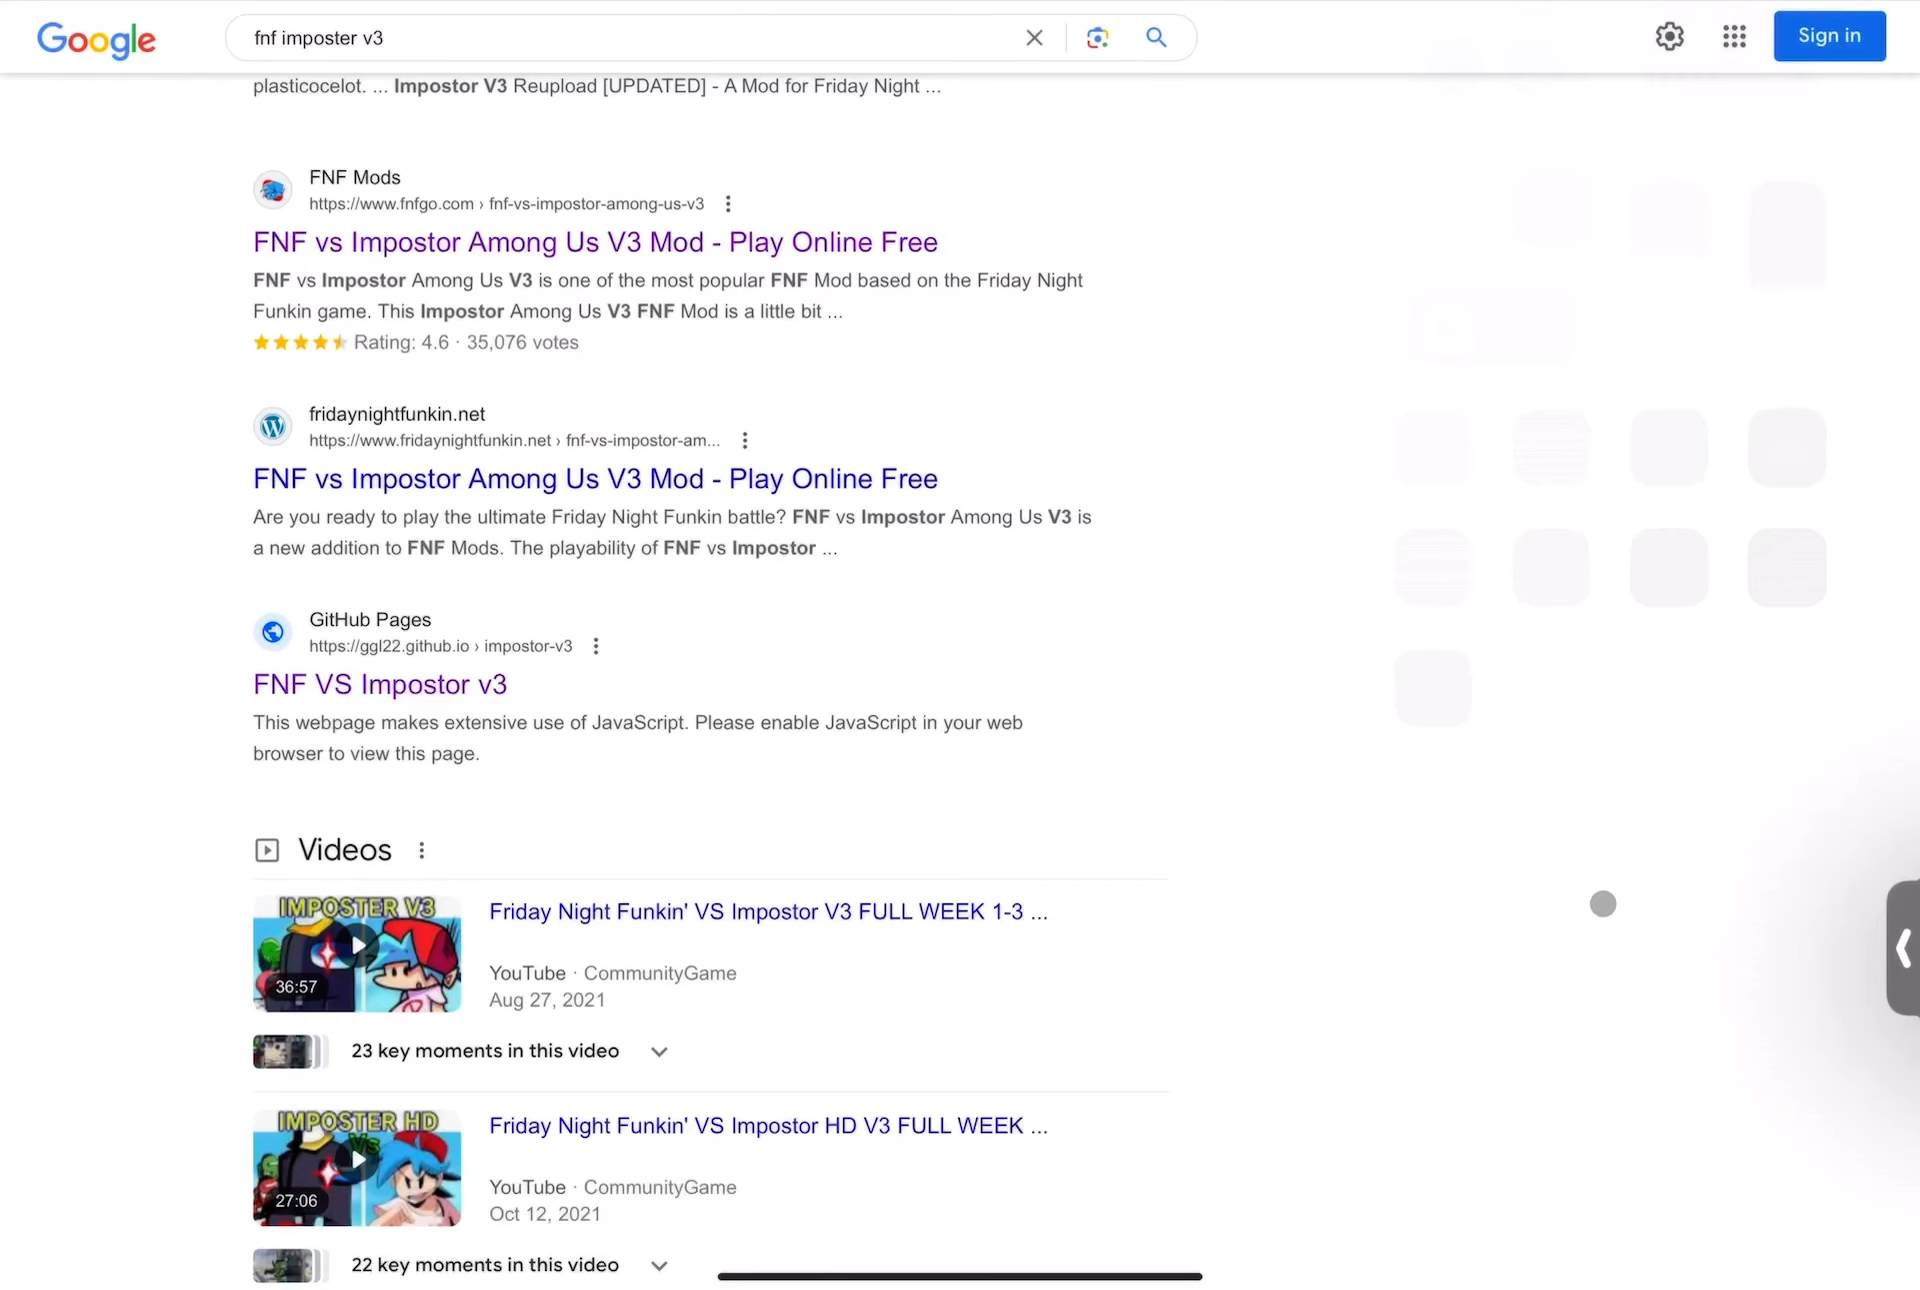 Google
fnf imposter v3
Sign in
plasticocelot. ... Impostor V3 Reupload [UPDATED] - A Mod for Friday Night ...
FNF Mods
https://www.fnfgo.com › fnf-vs-impostor-among-us-v3
FNF vs Impostor Among Us V3 Mod - Play Online Free
FNF vs Impostor Among Us V3 is one of the most popular FNF Mod based on the Friday Night
Funkin game. This Impostor Among Us V3 FNF Mod is a little bit ...
Rating: 4.6 · 35,076 votes
fridaynightfunkin.net
https://www.fridaynightfunkin.net › fnf-vs-impostor-am...
FNF vs Impostor Among Us V3 Mod - Play Online Free
Are you ready to play the ultimate Friday Night Funkin battle? FNF vs Impostor Among Us V3 is
a new addition to FNF Mods. The playability of FNF vs Impostor ...
GitHub Pages
https://ggl22.github.io › impostor-v3
FNF VS Impostor v3
This webpage makes extensive use of JavaScript. Please enable JavaScript in your web
browser to view this page.
Videos
IMPOSTER V3
36:57
Friday Night Funkin' VS Impostor V3 FULL WEEK 1-3 ...
YouTube · CommunityGame
Aug 27, 2021
23 key moments in this video
IMPOSTER HD
Vs
27:06
Friday Night Funkin' VS Impostor HD V3 FULL WEEK ...
YouTube · CommunityGame
Oct 12, 2021
22 key moments in this video